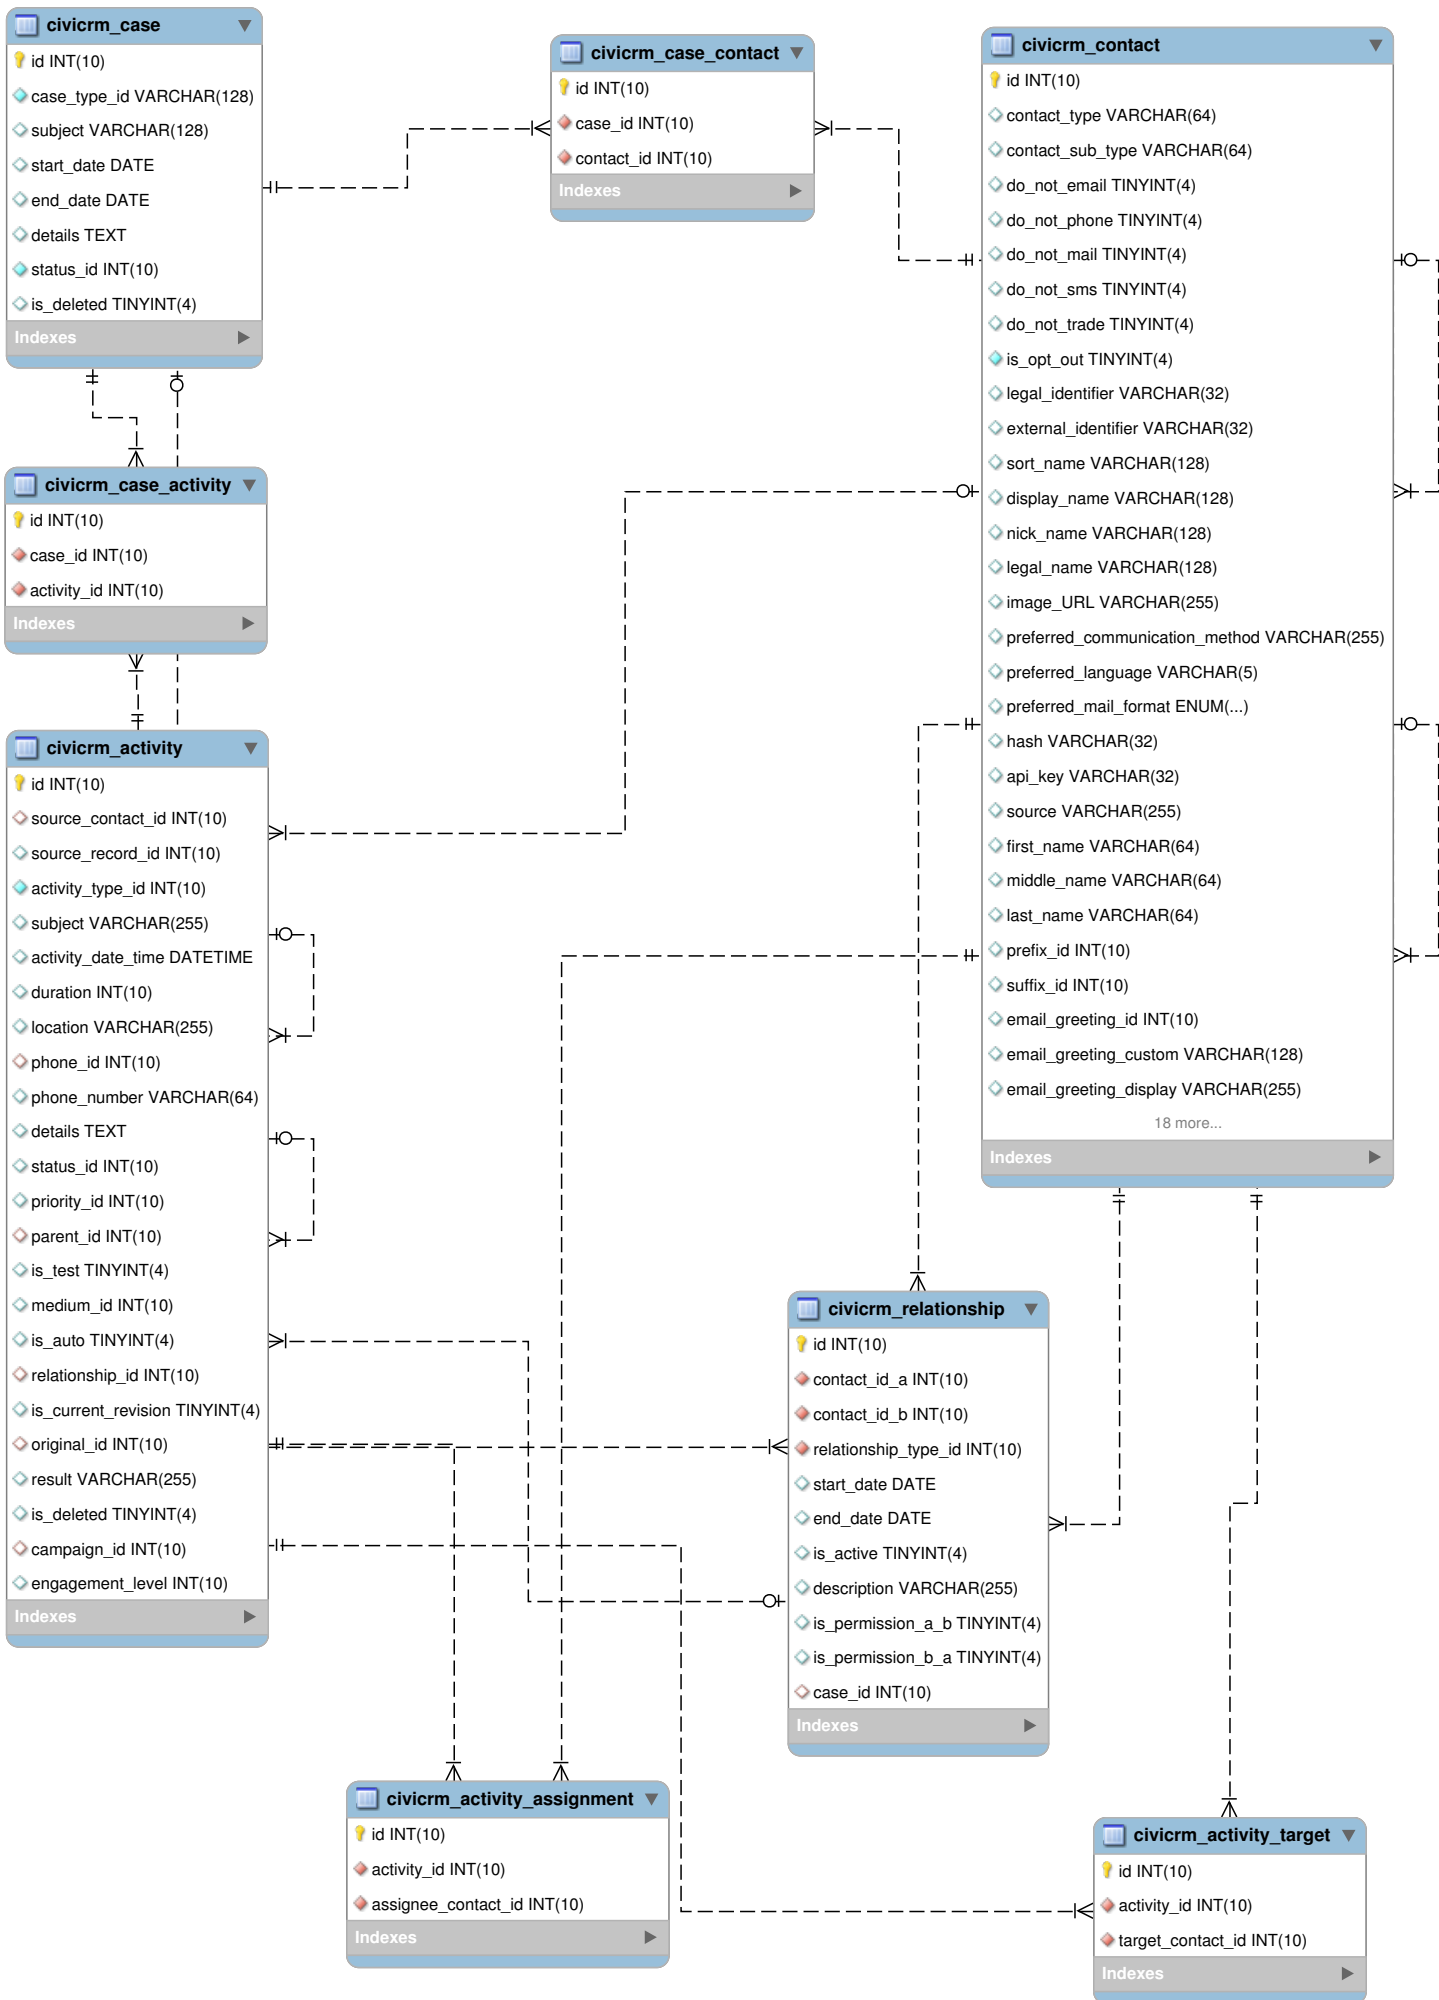 civicrm_case
id INT(10)
case_type_id VARCHAR(128)
subject VARCHAR(128)
start_date DATE
end_date DATE
details TEXT
status_id INT(10)
is_deleted TINYINT(4)
Indexes
civicrm_case_contact
id INT(10)
case_id INT(10)
contact_id INT(10)
Indexes
civicrm_contact
id INT(10)
contact_type VARCHAR(64)
contact_sub_type VARCHAR(64)
do_not_email TINYINT(4)
do_not_phone TINYINT(4)
do_not_mail TINYINT(4)
do_not_sms TINYINT(4)
do_not_trade TINYINT(4)
is_opt_out TINYINT(4)
legal_identifier VARCHAR(32)
external_identifier VARCHAR(32)
sort_name VARCHAR(128)
display_name VARCHAR(128)
nick_name VARCHAR(128)
legal_name VARCHAR(128)
image_URL VARCHAR(255)
preferred_communication_method VARCHAR(255)
preferred_language VARCHAR(5)
preferred_mail_format ENUM(...)
hash VARCHAR(32)
api_key VARCHAR(32)
source VARCHAR(255)
first_name VARCHAR(64)
middle_name VARCHAR(64)
last_name VARCHAR(64)
prefix_id INT(10)
suffix_id INT(10)
email_greeting_id INT(10)
email_greeting_custom VARCHAR(128)
email_greeting_display VARCHAR(255)
18 more...
Indexes
civicrm_case_activity
id INT(10)
case_id INT(10)
activity_id INT(10)
Indexes
civicrm_activity
id INT(10)
source_contact_id INT(10)
source_record_id INT(10)
activity_type_id INT(10)
subject VARCHAR(255)
activity_date_time DATETIME
duration INT(10)
location VARCHAR(255)
phone_id INT(10)
phone_number VARCHAR(64)
details TEXT
status_id INT(10)
priority_id INT(10)
parent_id INT(10)
is_test TINYINT(4)
medium_id INT(10)
is_auto TINYINT(4)
relationship_id INT(10)
is_current_revision TINYINT(4)
original_id INT(10)
result VARCHAR(255)
is_deleted TINYINT(4)
campaign_id INT(10)
engagement_level INT(10)
Indexes
civicrm_relationship
id INT(10)
contact_id_a INT(10)
contact_id_b INT(10)
relationship_type_id INT(10)
start_date DATE
end_date DATE
is_active TINYINT(4)
description VARCHAR(255)
is_permission_a_b TINYINT(4)
is_permission_b_a TINYINT(4)
case_id INT(10)
Indexes
civicrm_activity_assignment
id INT(10)
activity_id INT(10)
assignee_contact_id INT(10)
Indexes
civicrm_activity_target
id INT(10)
activity_id INT(10)
target_contact_id INT(10)
Indexes